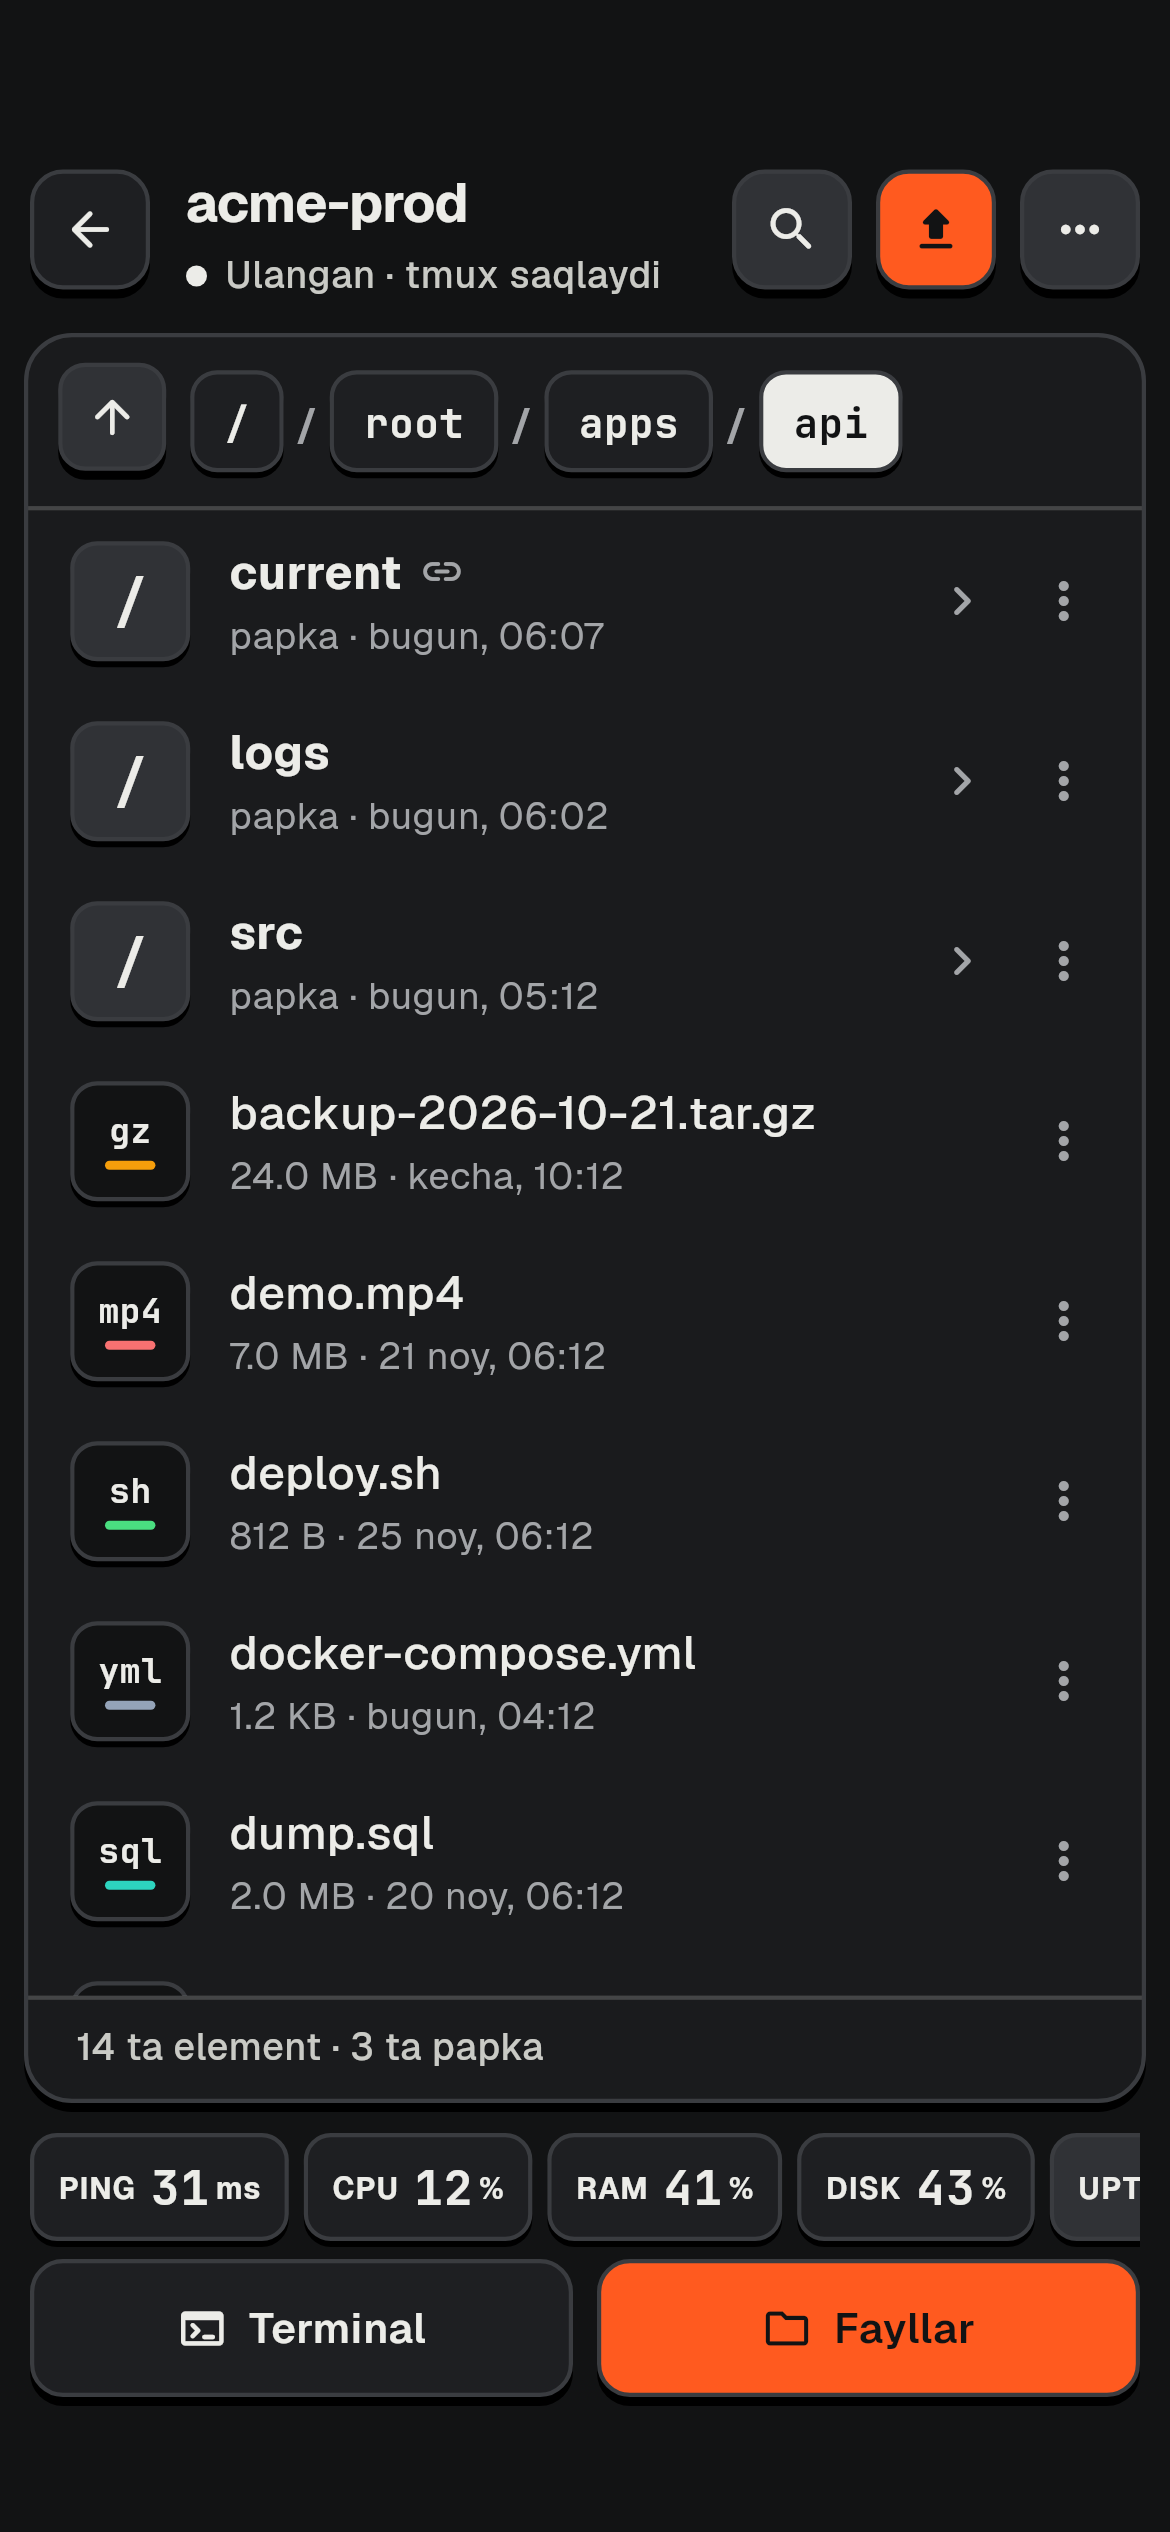 acme-prod
Ulangan · tmux saqlaydi
/ / root / apps / api
/
current
papka · bugun, 06:07
/
logs
papka · bugun, 06:02
/
src
papka · bugun, 05:12
gz
backup-2026-10-21.tar.gz
24.0 MB · kecha, 10:12
mp4
demo.mp4
7.0 MB · 21 noy, 06:12
sh
deploy.sh
812 B · 25 noy, 06:12
yml
docker-compose.yml
1.2 KB · bugun, 04:12
sql
dump.sql
2.0 MB · 20 noy, 06:12
14 ta element · 3 ta papka
PING 31 ms CPU 12 % RAM 41 % DISK 43 % UPT
Terminal Fayllar